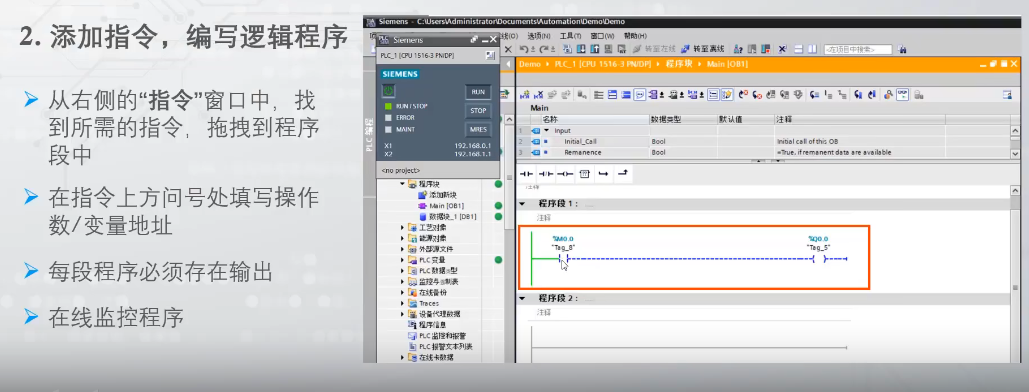 2. 添加指令，编写逻辑程序
从右侧的“指令”窗口中，找
到所需的指令，拖拽到程序
段中
在指令上方问号处填写操作
数/变量地址
每段程序必须存在输出
在线监控程序
Siemens - C:\Users\Administrator\Documents\Automation\Demo\Demo
选项(N) 工具(T) 窗口(W) 帮助(H)
转至在线 转至离线 <在项目中搜索>
Siemens
PLC_1 [CPU 1516-3 PN/DP]
SIEMENS
RUN
RUN / STOP
STOP
ERROR
MAINT
MRES
X1 192.168.0.1
X2 192.168.1.1
<no project>
Demo ▸ PLC_1 [CPU 1516-3 PN/DP] ▸ 程序块 ▸ Main [OB1]
PLC 编程
Main
名称 数据类型 默认值 注释
1 Input
2 Initial_Call Bool Initial call of this OB
3 Remanence Bool =True, if remanent data are available
程序块
添加新块
Main [OB1]
数据块_1 [DB1]
工艺对象
能源对象
外部源文件
PLC 变量
PLC 数据类型
监控与强制表
在线备份
Traces
设备代理数据
程序信息
PLC 监控和报警
PLC 报警文本列表
在线卡数据
注释
程序段 1：
注释
%M0.0 %Q0.0
"Tag_8" "Tag_5"
程序段 2：
注释